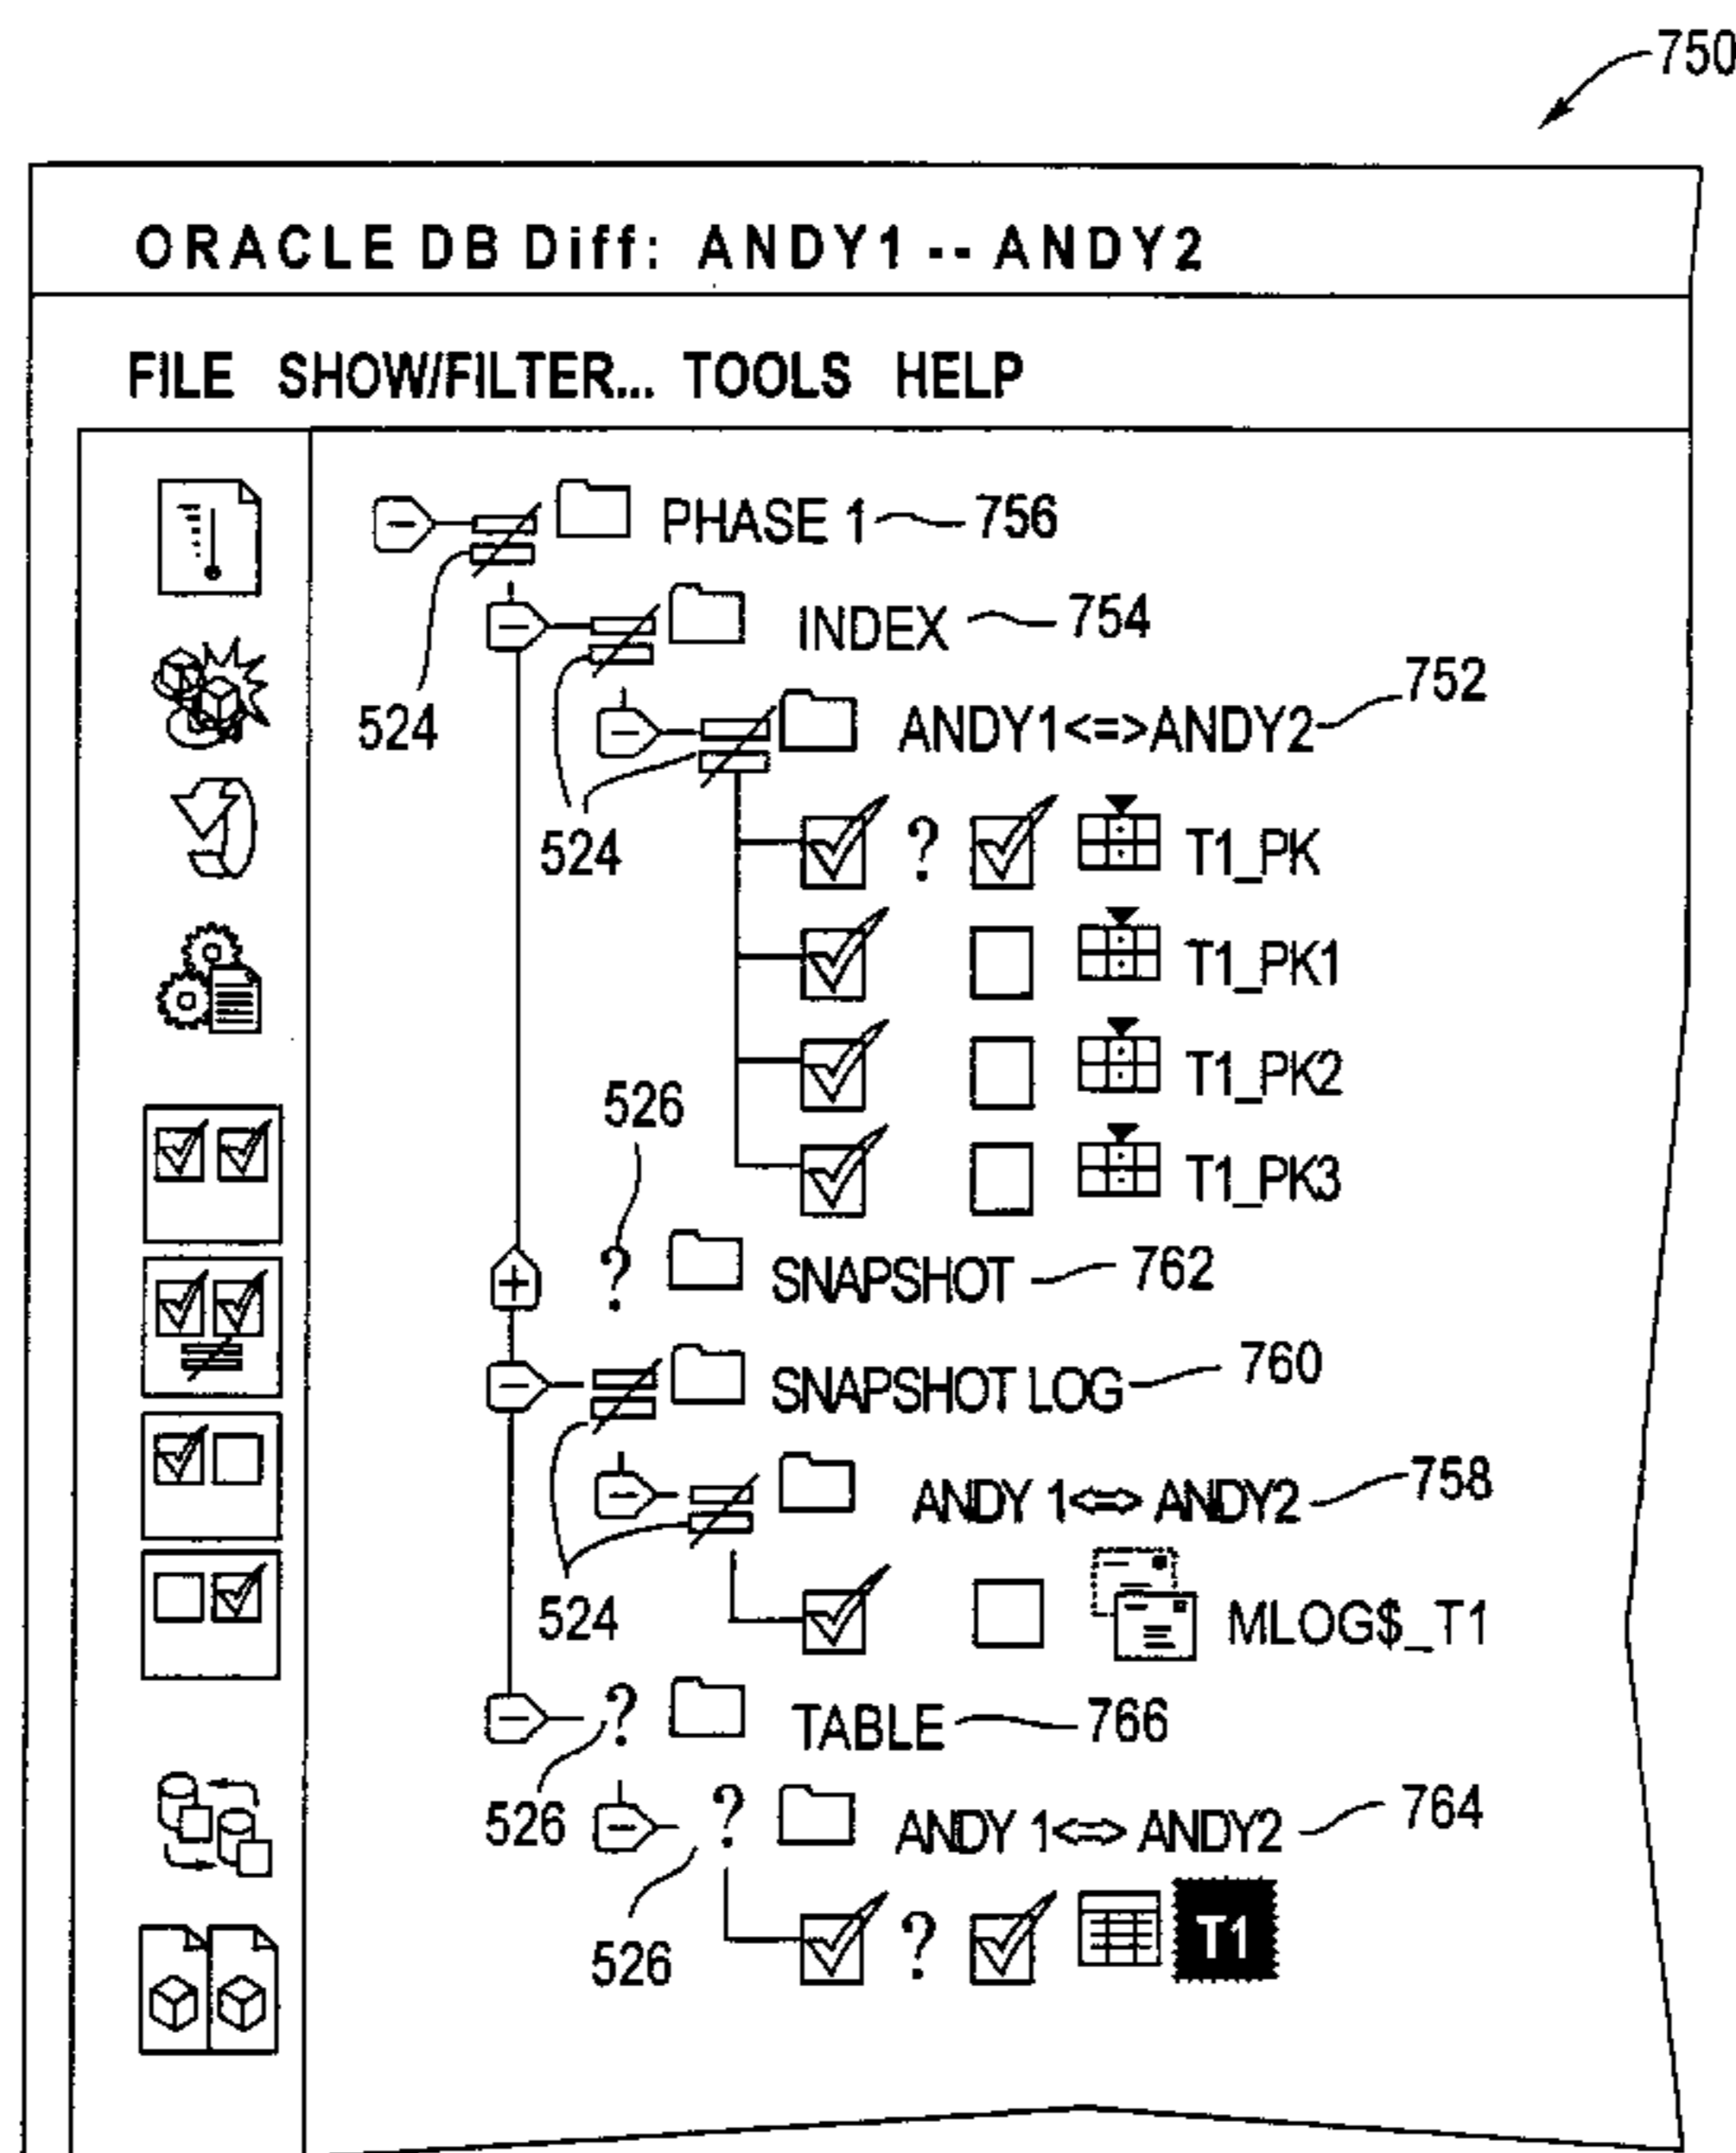 750
ORACLE DB Diff: ANDY1 -- ANDY2
FILE SHOW/FILTER... TOOLS HELP
PHASE 1 756
INDEX 754
524 ANDY1<=>ANDY2 752
524 ? T1_PK
T1_PK1
T1_PK2
526
T1_PK3
? SNAPSHOT 762
SNAPSHOT LOG 760
ANDY 1<=> ANDY2 758
524 MLOG$_T1
? TABLE 766
526 ? ANDY 1<=> ANDY2 764
526 ? T1